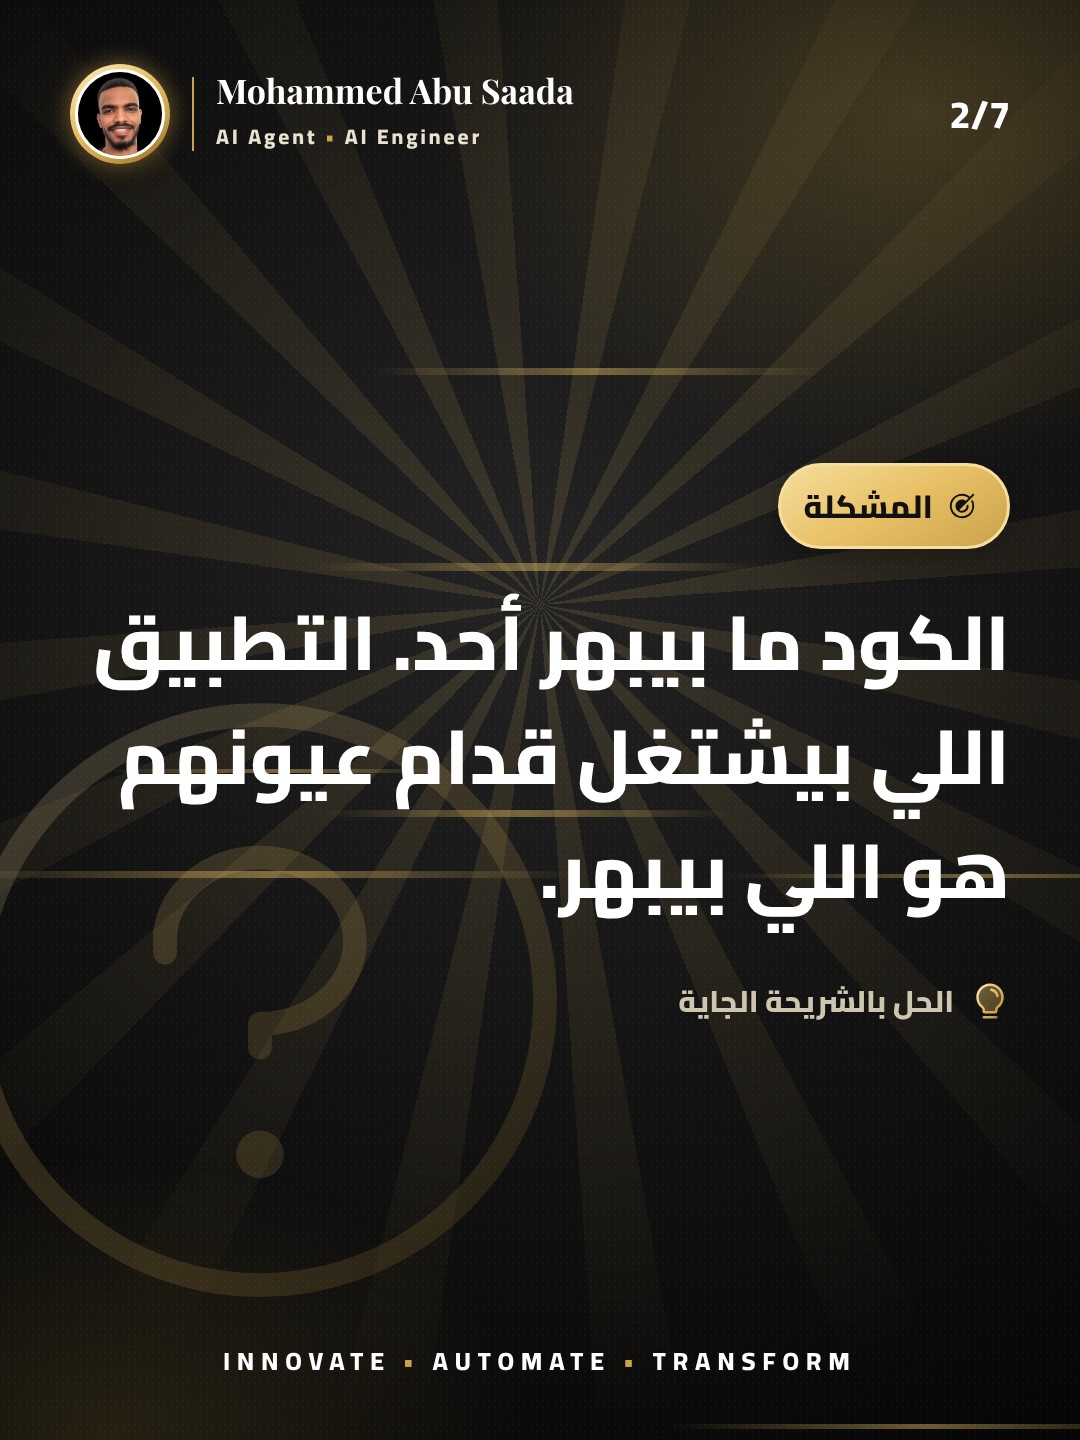 Mohammed Abu Saada
AI Agent ▪ AI Engineer
2/7
المشكلة
الكود ما بيبهر أحد. التطبيق
اللي بيشتغل قدام عيونهم
هو اللي بيبهر.
الحل بالشريحة الجاية
INNOVATE ▪ AUTOMATE ▪ TRANSFORM